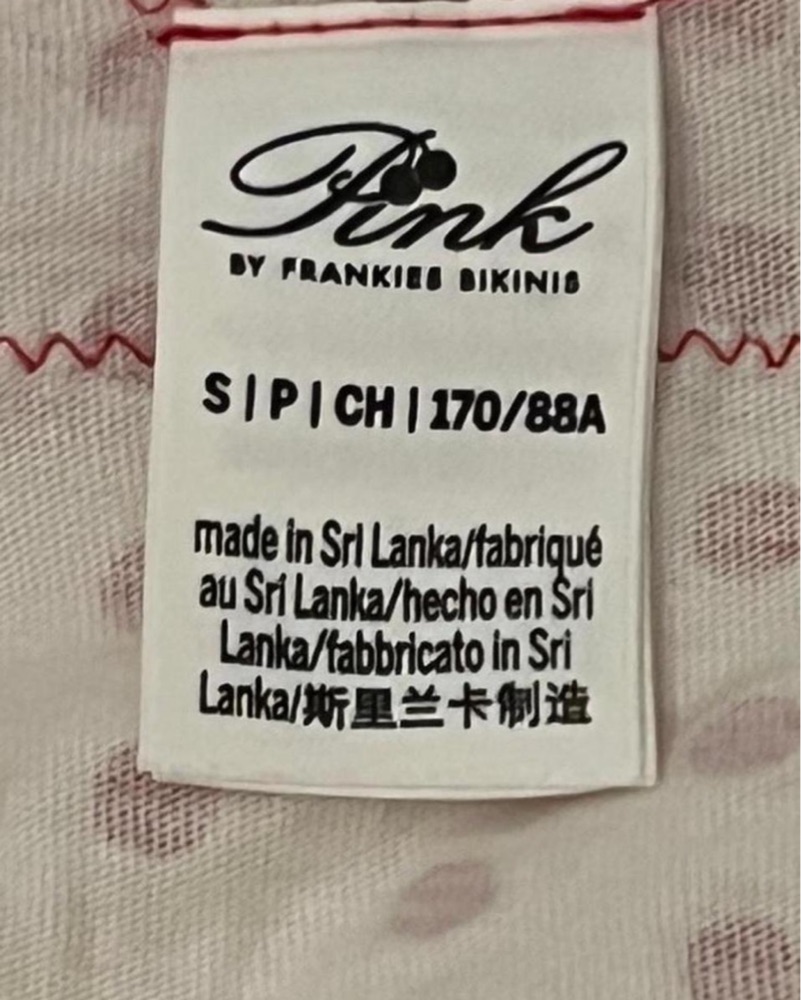 Pink
BY FRANKIES BIKINIS
S | P | CH | 170/88A
made in Sri Lanka/fabriqué
au Sri Lanka/hecho en Sri
Lanka/fabbricato in Sri
Lanka/斯里兰卡制造